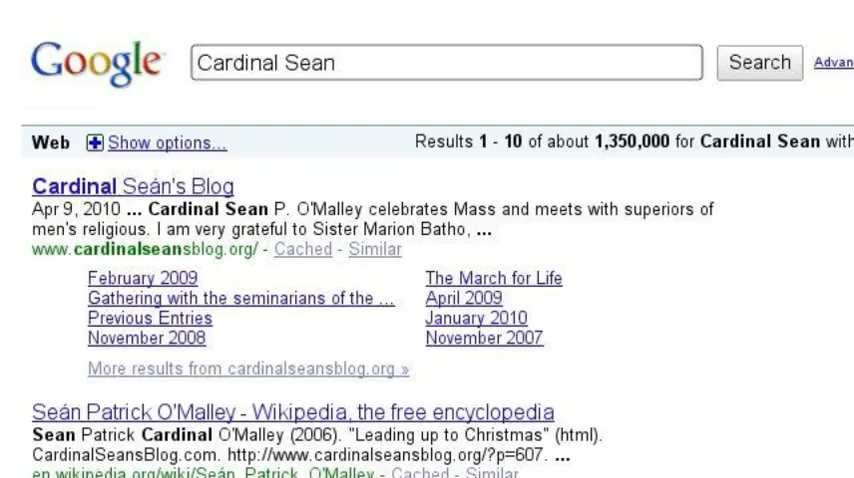 Google
Cardinal Sean
Search
Advan
Web Show options... Results 1 - 10 of about 1,350,000 for Cardinal Sean with
Cardinal Seán's Blog
Apr 9, 2010 ... Cardinal Sean P. O'Malley celebrates Mass and meets with superiors of
men's religious. I am very grateful to Sister Marion Batho, ...
www.cardinalseansblog.org/ - Cached - Similar
February 2009 The March for Life
Gathering with the seminarians of the ... April 2009
Previous Entries January 2010
November 2008 November 2007
More results from cardinalseansblog.org »
Seán Patrick O'Malley - Wikipedia, the free encyclopedia
Sean Patrick Cardinal O'Malley (2006). "Leading up to Christmas" (html).
CardinalSeansBlog.com. http://www.cardinalseansblog.org/?p=607. ...
en.wikipedia.org/wiki/Seán_Patrick_O'Malley - Cached - Similar